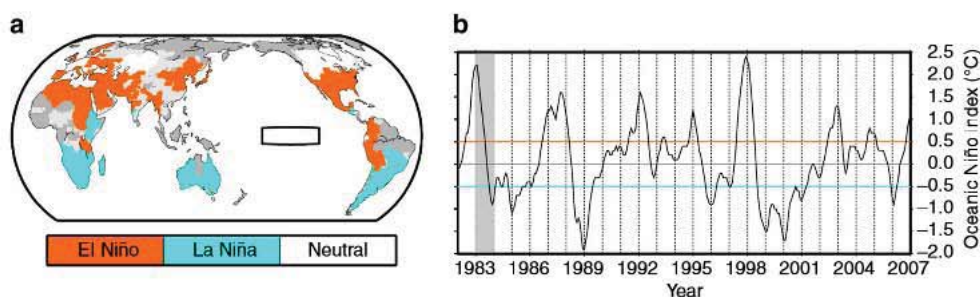 a
b
El Niño
La Niña
Neutral
2.5
2.0
1.5
1.0
0.5
0.0
−0.5
−1.0
−1.5
−2.0
Oceanic Niño Index (°C)
1983 1986 1989 1992 1995 1998 2001 2004 2007
Year